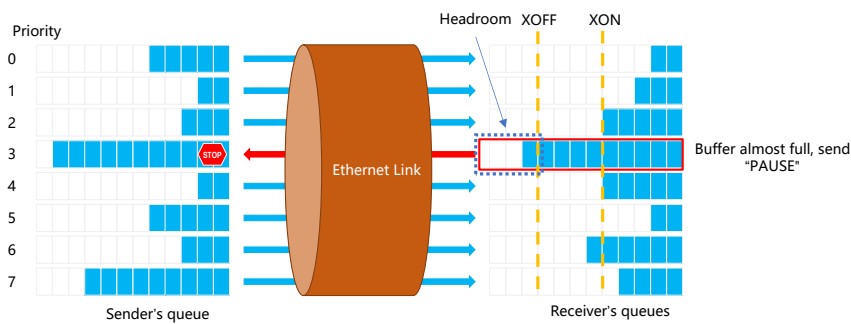 Headroom XOFF XON
Priority
0
1
2
3
STOP
Ethernet Link
Buffer almost full, send
“PAUSE"
4
5
6
7
Sender's queue
Receiver's queues